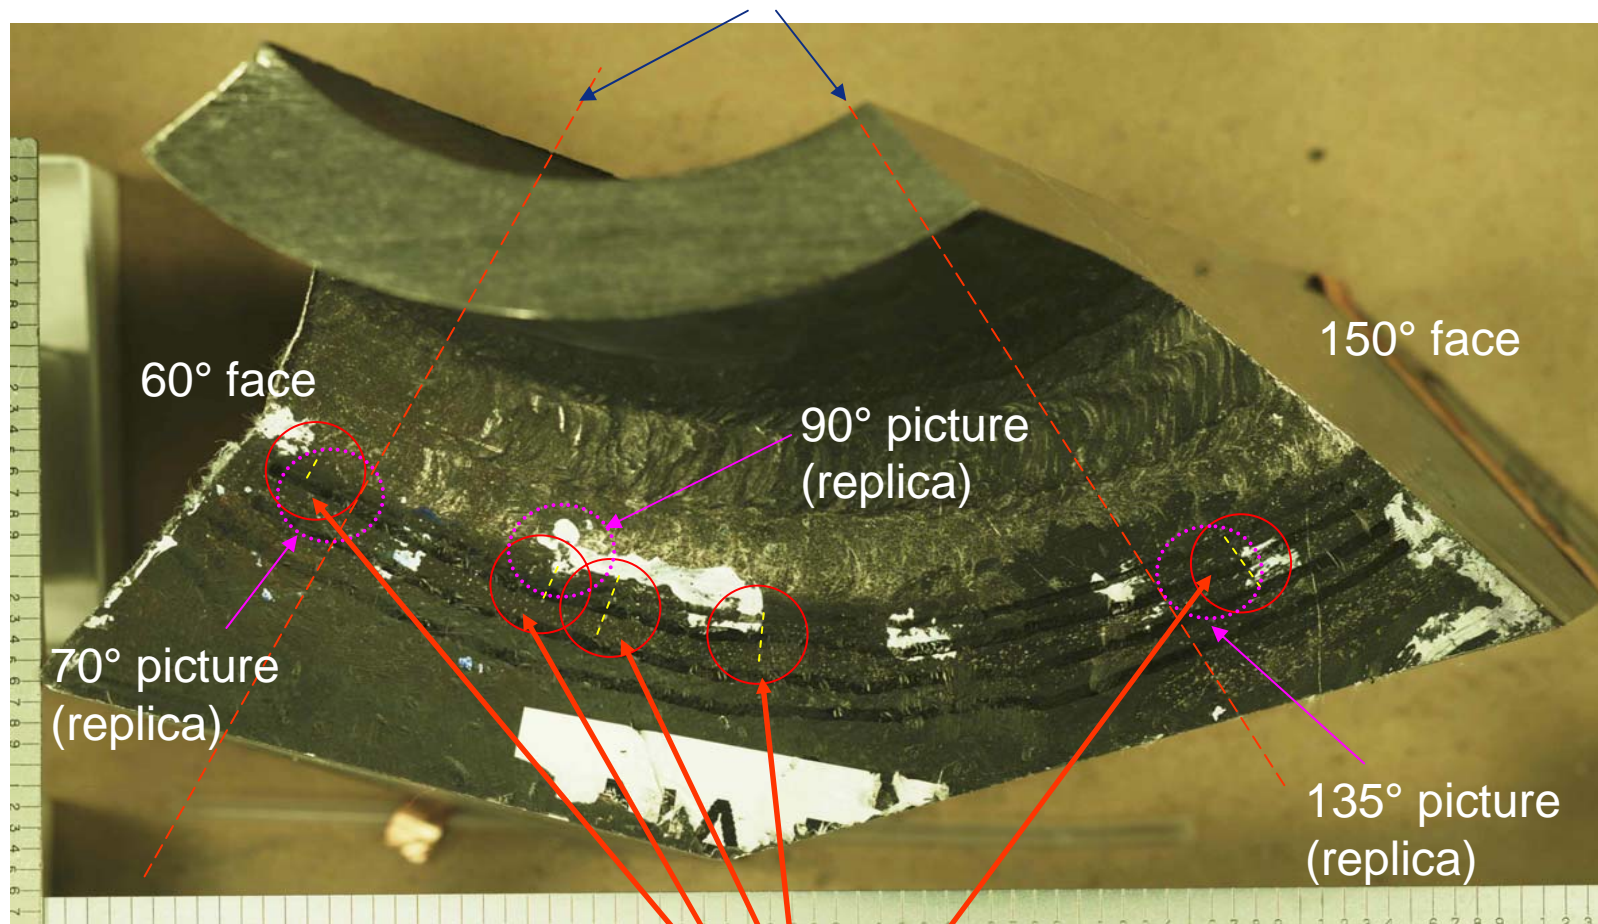 150° face
60° face
90° picture
(replica)
70° picture
(replica)
135° picture
(replica)